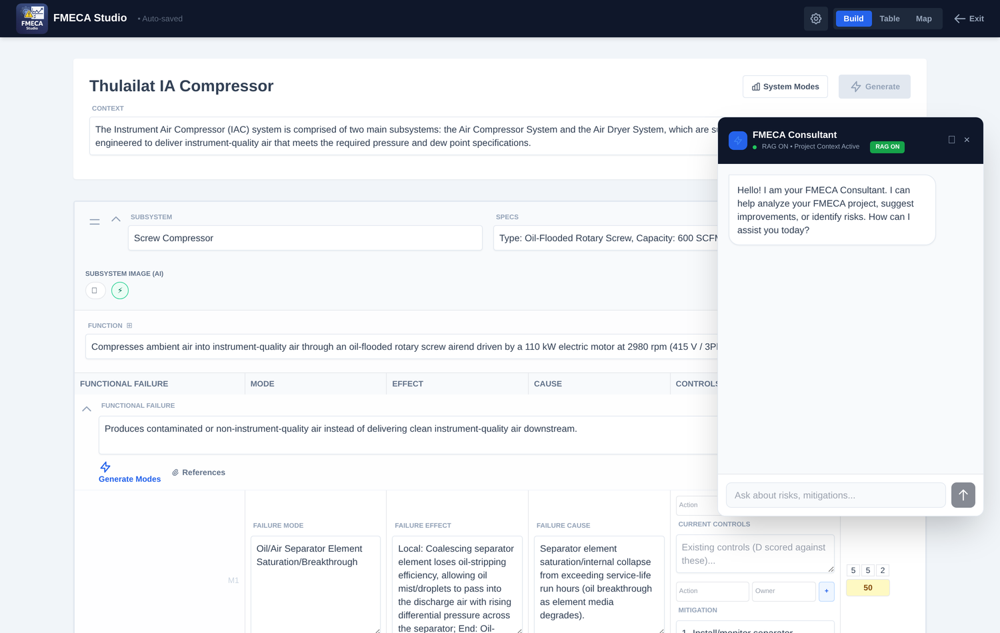 FMECA
Studio
FMECA Studio
• Auto-saved
Build
Table
Map
Exit
Thulailat IA Compressor
System Modes
Generate
CONTEXT
The Instrument Air Compressor (IAC) system is comprised of two main subsystems: the Air Compressor System and the Air Dryer System, which are
engineered to deliver instrument-quality air that meets the required pressure and dew point specifications.
FMECA Consultant
RAG ON • Project Context Active
RAG ON
×
Hello! I am your FMECA Consultant. I can
help analyze your FMECA project, suggest
improvements, or identify risks. How can I
assist you today?
Ask about risks, mitigations...
SUBSYSTEM
SPECS
Screw Compressor
Type: Oil-Flooded Rotary Screw, Capacity: 600 SCFM
SUBSYSTEM IMAGE (AI)
FUNCTION ⊞
Compresses ambient air into instrument-quality air through an oil-flooded rotary screw airend driven by a 110 kW electric motor at 2980 rpm (415 V / 3P
FUNCTIONAL FAILURE
MODE
EFFECT
CAUSE
CONTROLS
FUNCTIONAL FAILURE
Produces contaminated or non-instrument-quality air instead of delivering clean instrument-quality air downstream.
Generate Modes
References
M1
FAILURE MODE
Oil/Air Separator Element
Saturation/Breakthrough
FAILURE EFFECT
Local: Coalescing separator
element loses oil-stripping
efficiency, allowing oil
mist/droplets to pass into
the discharge air with rising
differential pressure across
the separator; End: Oil-
FAILURE CAUSE
Separator element
saturation/internal collapse
from exceeding service-life
run hours (oil breakthrough
as element media
degrades).
Action
CURRENT CONTROLS
Existing controls (D scored against
these)...
Action
Owner
+
MITIGATION
1. Install/monitor separator
5 5 2
50